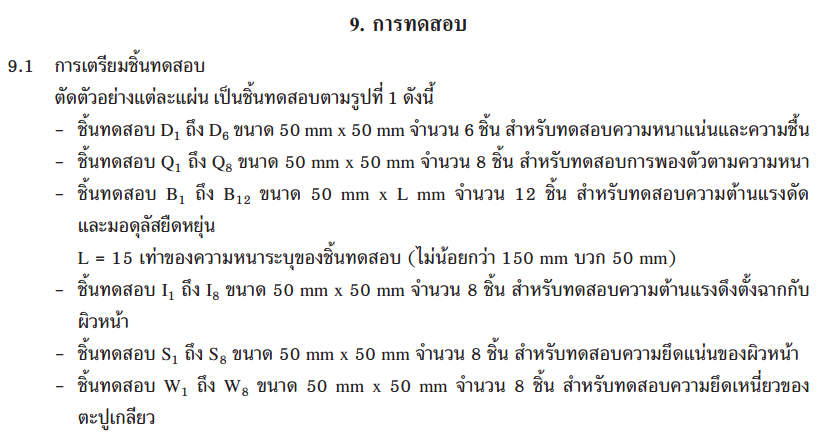 9. การทดสอบ
9.1 การเตรียมชิ้นทดสอบ
ตัดตัวอย่างแต่ละแผ่น เป็นชิ้นทดสอบตามรูปที่ 1 ดังนี้
– ชิ้นทดสอบ D₁ ถึง D₆ ขนาด 50 mm x 50 mm จำนวน 6 ชิ้น สำหรับทดสอบความหนาแน่นและความชื้น
– ชิ้นทดสอบ Q₁ ถึง Q₈ ขนาด 50 mm x 50 mm จำนวน 8 ชิ้น สำหรับทดสอบการพองตัวตามความหนา
– ชิ้นทดสอบ B₁ ถึง B₁₂ ขนาด 50 mm x L mm จำนวน 12 ชิ้น สำหรับทดสอบความต้านแรงดัด
และมอดุลัสยืดหยุ่น
L = 15 เท่าของความหนาระบุของชิ้นทดสอบ (ไม่น้อยกว่า 150 mm บวก 50 mm)
– ชิ้นทดสอบ I₁ ถึง I₈ ขนาด 50 mm x 50 mm จำนวน 8 ชิ้น สำหรับทดสอบความต้านแรงดึงตั้งฉากกับ
ผิวหน้า
– ชิ้นทดสอบ S₁ ถึง S₈ ขนาด 50 mm x 50 mm จำนวน 8 ชิ้น สำหรับทดสอบความยึดแน่นของผิวหน้า
– ชิ้นทดสอบ W₁ ถึง W₈ ขนาด 50 mm x 50 mm จำนวน 8 ชิ้น สำหรับทดสอบความยึดเหนี่ยวของ
ตะปูเกลียว